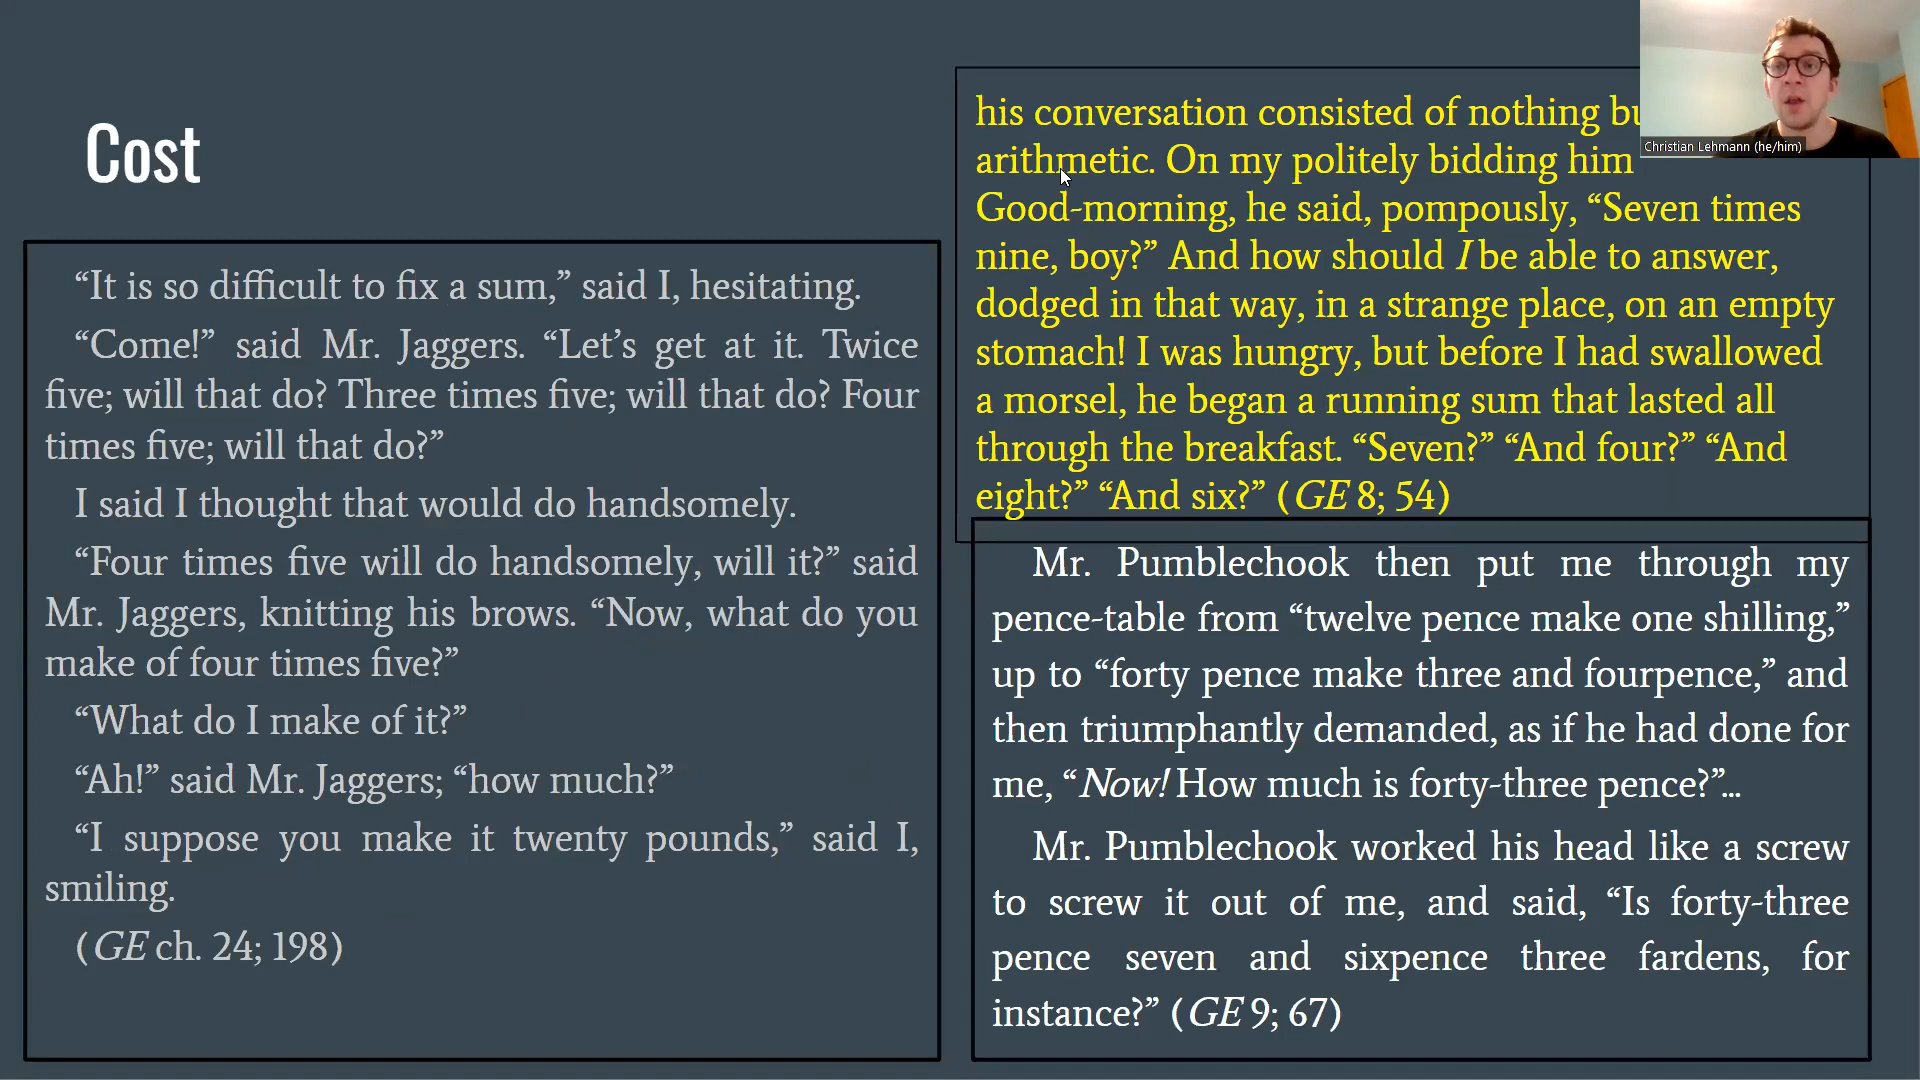 Cost
“It is so difficult to fix a sum,” said I, hesitating.
“Come!” said Mr. Jaggers. “Let’s get at it. Twice
five; will that do? Three times five; will that do? Four
times five; will that do?”
I said I thought that would do handsomely.
“Four times five will do handsomely, will it?” said
Mr. Jaggers, knitting his brows. “Now, what do you
make of four times five?”
“What do I make of it?”
“Ah!” said Mr. Jaggers; “how much?”
“I suppose you make it twenty pounds,” said I,
smiling.
(GE ch. 24; 198)
his conversation consisted of nothing
arithmetic. On my politely bidding him
Good-morning, he said, pompously, “Seven times
nine, boy?” And how should I be able to answer,
dodged in that way, in a strange place, on an empty
stomach! I was hungry, but before I had swallowed
a morsel, he began a running sum that lasted all
through the breakfast. “Seven?” “And four?” “And
eight?” “And six?” (GE 8; 54)
Mr. Pumblechook then put me through my
pence-table from “twelve pence make one shilling,”
up to “forty pence make three and fourpence,” and
then triumphantly demanded, as if he had done for
me, “Now! How much is forty-three pence?”...
Mr. Pumblechook worked his head like a screw
to screw it out of me, and said, “Is forty-three
pence seven and sixpence three fardens, for
instance?” (GE 9; 67)
Christian Lehmann (he/him)